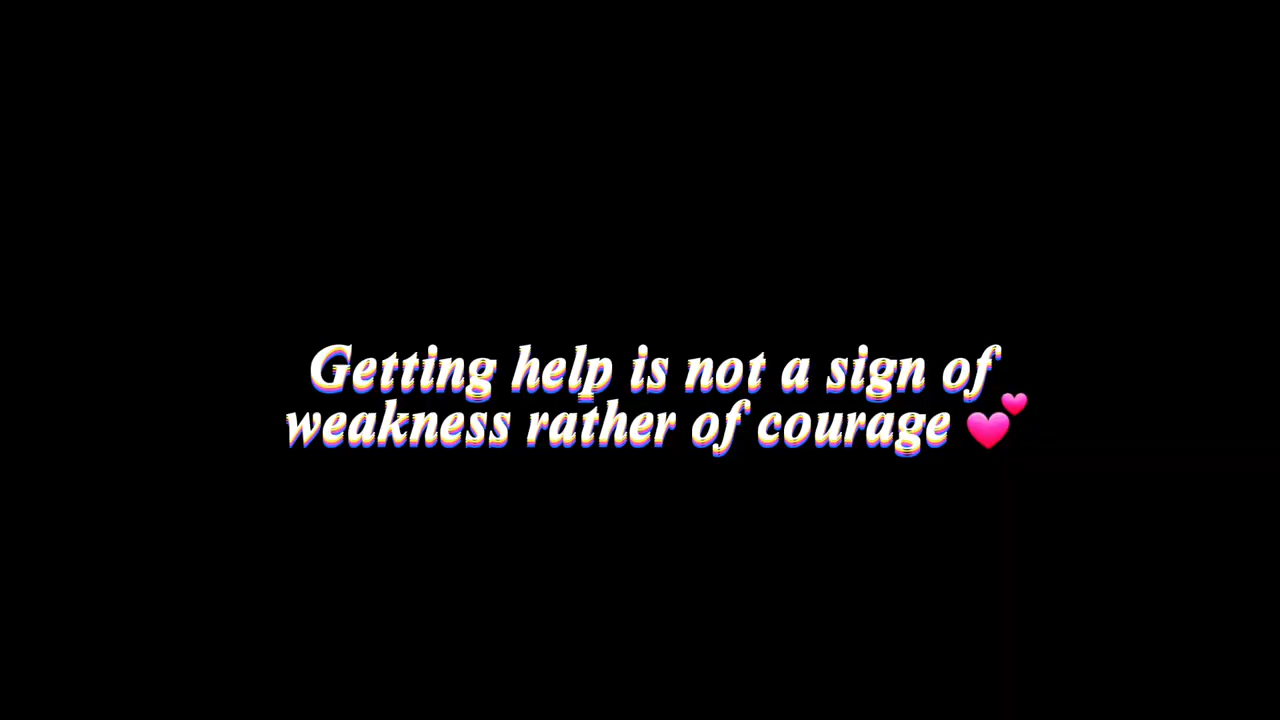 Getting help is not a sign of
weakness rather of courage 💕